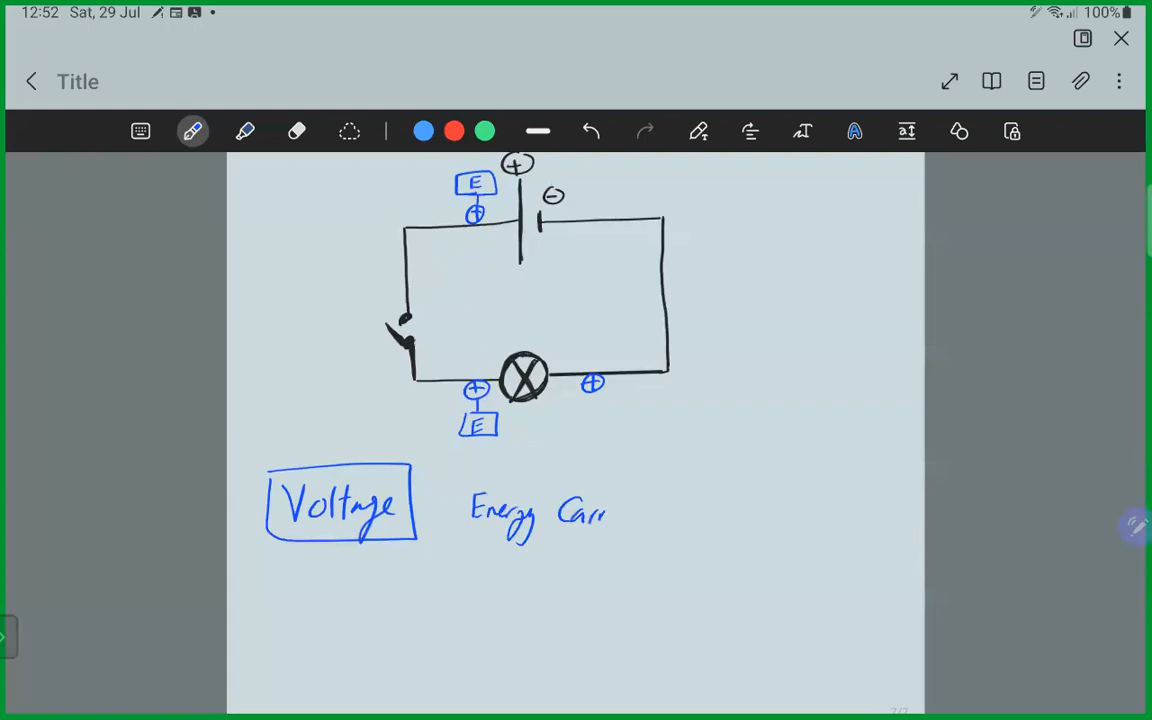 12:52 Sat, 29 Jul 100%
Title
+
E
−
+
+
+
E
Voltage Energy Carr